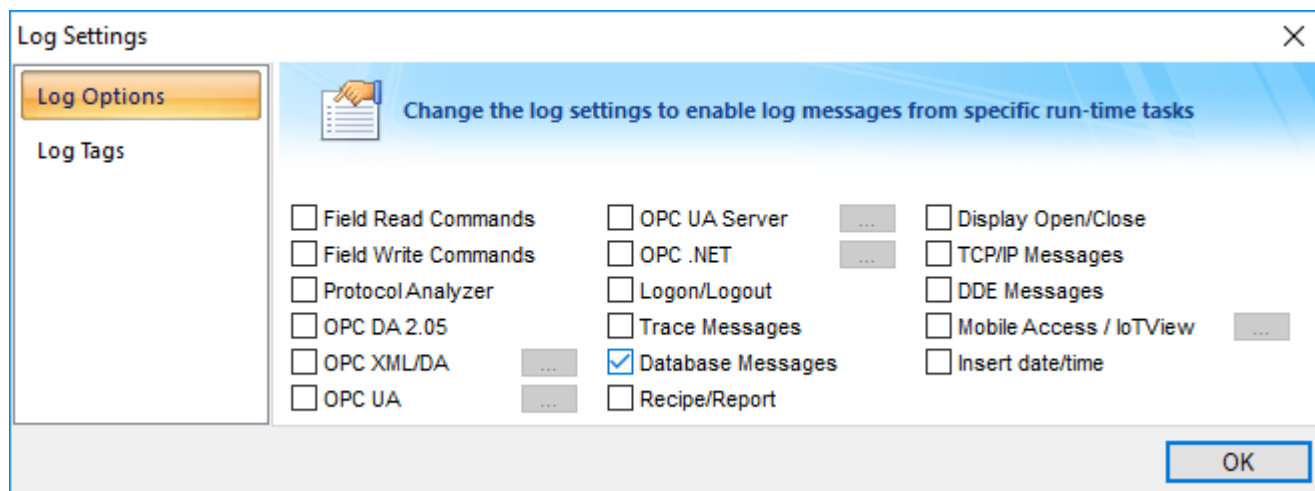 Log Settings
Log Options
Log Tags
Change the log settings to enable log messages from specific run-time tasks
Field Read Commands
Field Write Commands
Protocol Analyzer
OPC DA 2.05
OPC XML/DA ...
OPC UA ...
OPC UA Server ...
OPC .NET ...
Logon/Logout
Trace Messages
Database Messages
Recipe/Report
Display Open/Close
TCP/IP Messages
DDE Messages
Mobile Access / IoTView ...
Insert date/time
OK